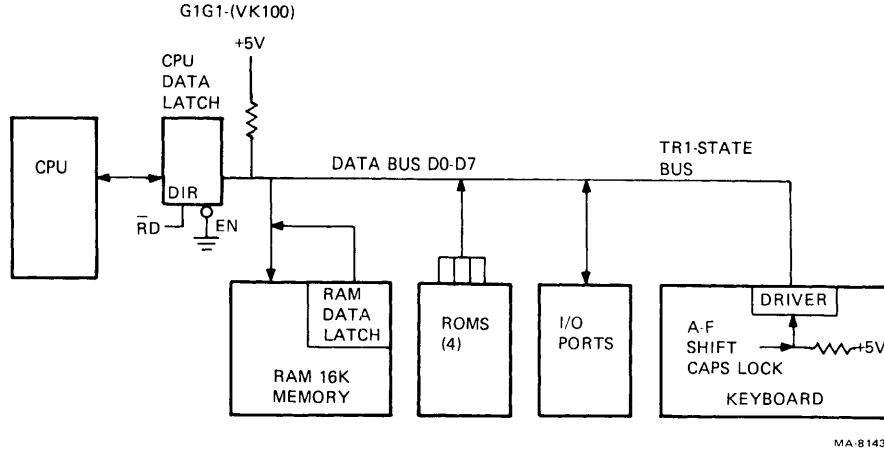 G1G1-(VK100)
+5V
CPU
DATA
LATCH
CPU
DIR
RD
EN
DATA BUS D0-D7
TR1-STATE
BUS
RAM
DATA
LATCH
RAM 16K
MEMORY
ROMS
(4)
I/O
PORTS
DRIVER
A-F
SHIFT
CAPS LOCK
+5V
KEYBOARD
MA-8143